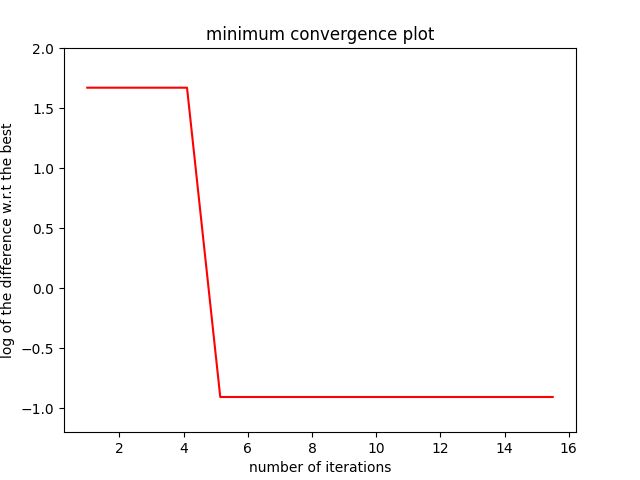 minimum convergence plot
log of the difference w.r.t the best
2.0
1.5
1.0
0.5
0.0
−0.5
−1.0
2 4 6 8 10 12 14 16
number of iterations